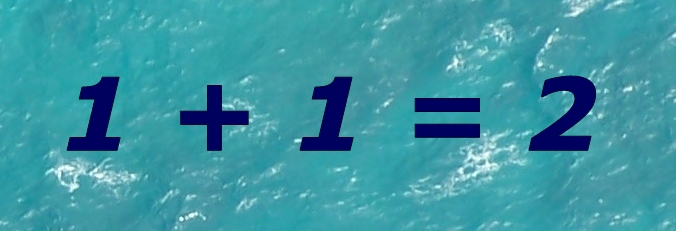 1 + 1 = 2